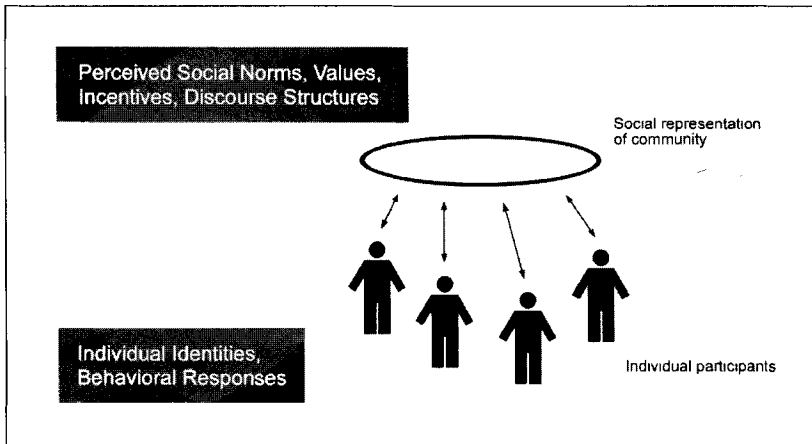 Perceived Social Norms, Values,
Incentives, Discourse Structures
Social representation
of community
Individual Identities,
Behavioral Responses
Individual participants